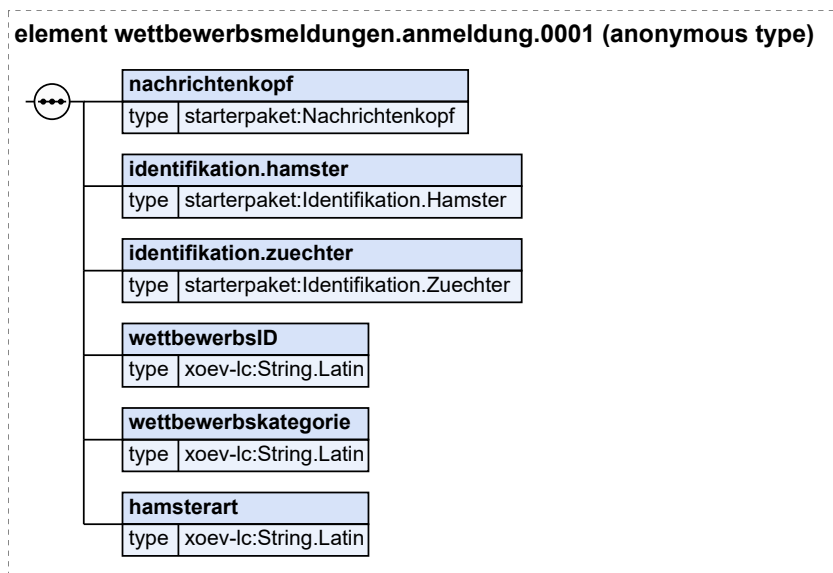 element wettbewerbsmeldungen.anmeldung.0001 (anonymous type)
nachrichtenkopf
type starterpaket:Nachrichtenkopf
identifikation.hamster
type starterpaket:Identifikation.Hamster
identifikation.zuechter
type starterpaket:Identifikation.Zuechter
wettbewerbsID
type xoev-lc:String.Latin
wettbewerbskategorie
type xoev-lc:String.Latin
hamsterart
type xoev-lc:String.Latin